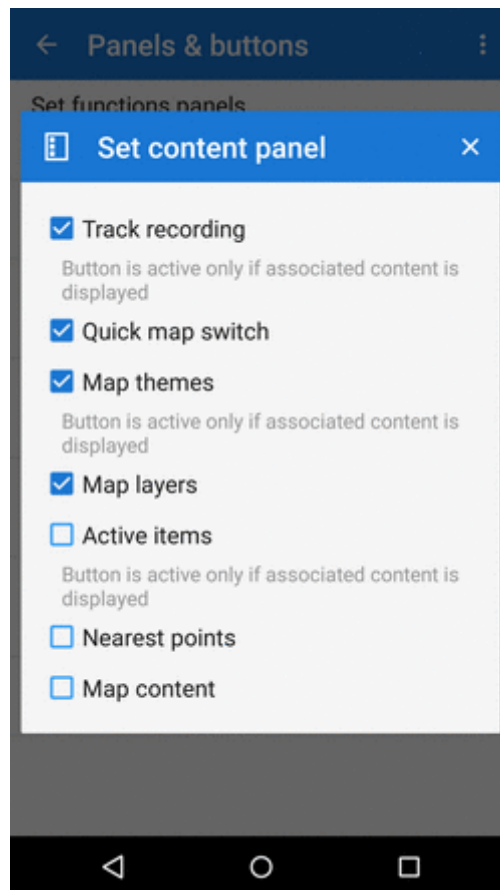 Panels & buttons
Set functions panels
Set content panel
Track recording
Button is active only if associated content is
displayed
Quick map switch
Map themes
Button is active only if associated content is
displayed
Map layers
Active items
Button is active only if associated content is
displayed
Nearest points
Map content